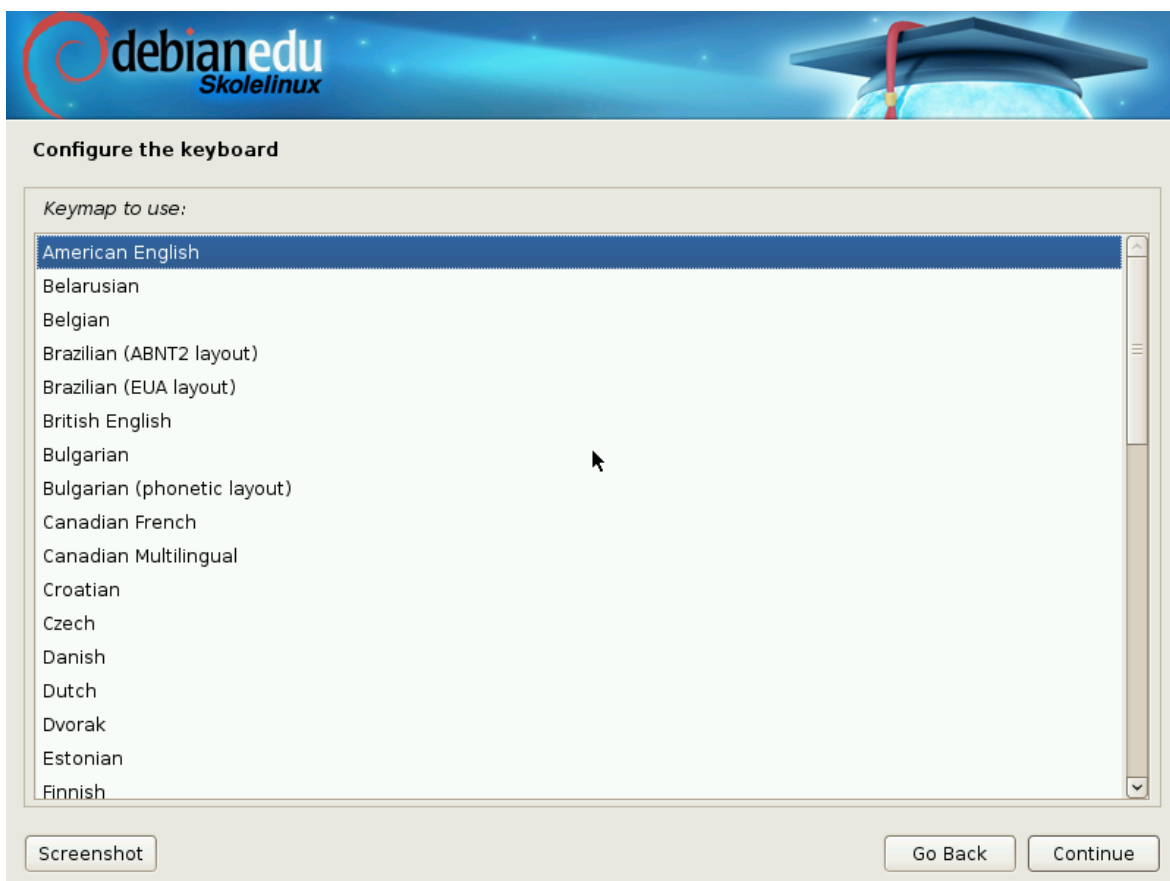 debianedu
Skolelinux
Configure the keyboard
Keymap to use:
American English
Belarusian
Belgian
Brazilian (ABNT2 layout)
Brazilian (EUA layout)
British English
Bulgarian
Bulgarian (phonetic layout)
Canadian French
Canadian Multilingual
Croatian
Czech
Danish
Dutch
Dvorak
Estonian
Finnish
Screenshot
Go Back
Continue